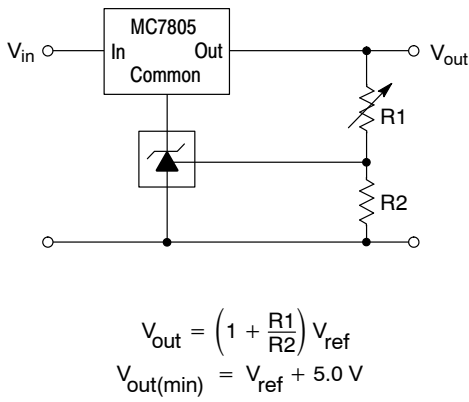 MC7805
V_in
In
Out
V_out
Common
R1
R2
V_out = (1 + R1/R2) V_ref
V_out(min) = V_ref + 5.0 V